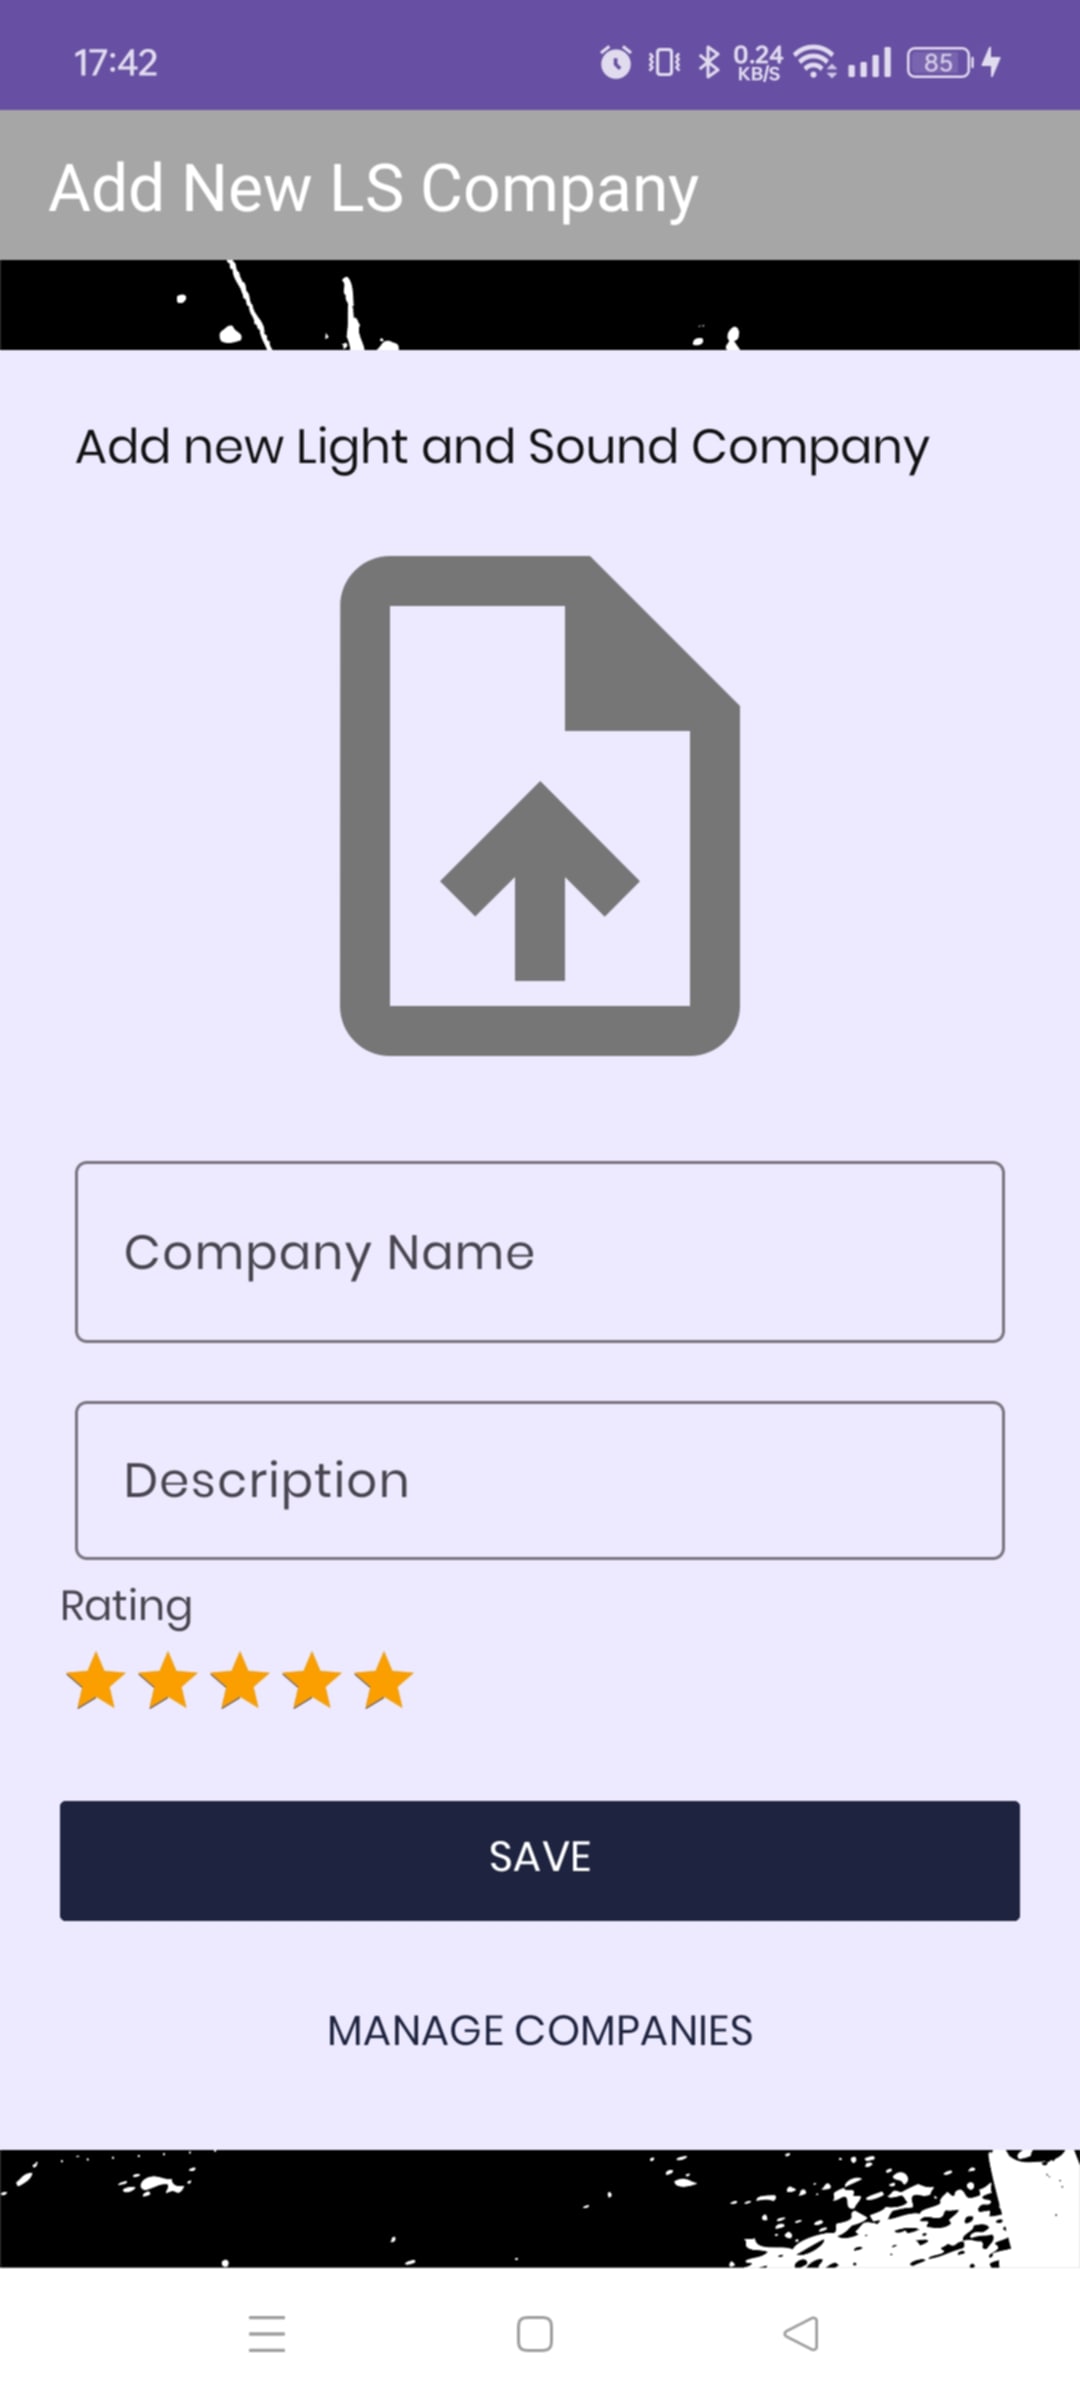 17:42
0.24
KB/S
85
Add New LS Company
Add new Light and Sound Company
Company Name
Description
Rating
SAVE
MANAGE COMPANIES